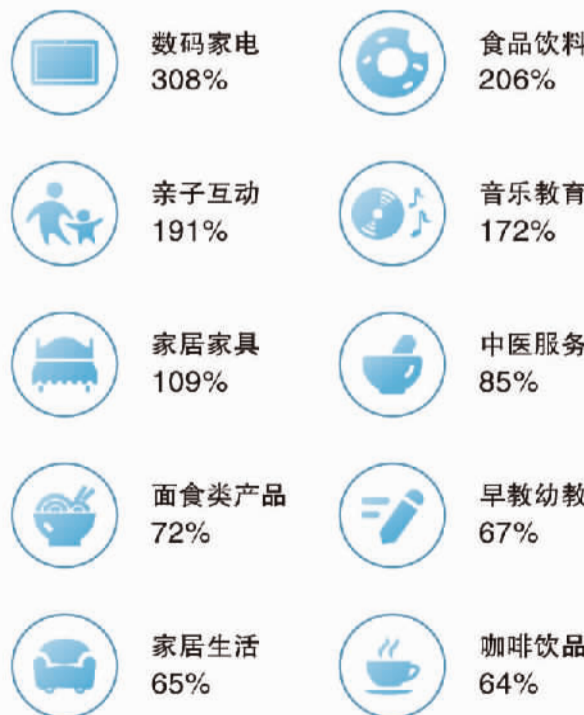 数码家电
308%
食品饮料
206%
亲子互动
191%
音乐教育
172%
家居家具
109%
中医服务
85%
面食类产品
72%
早教幼教
67%
家居生活
65%
咖啡饮品
64%